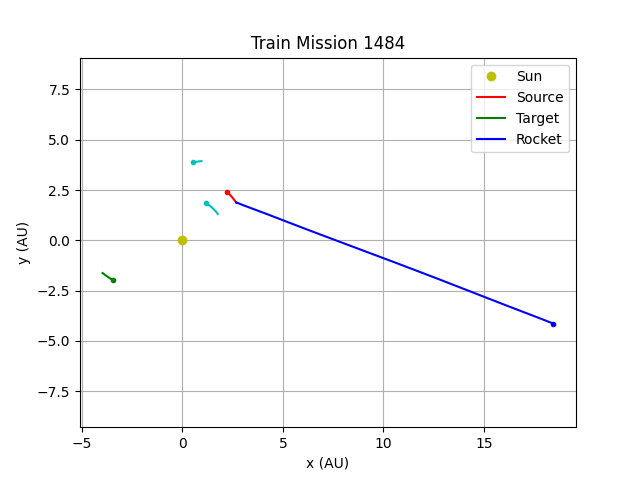 Train Mission 1484
Sun
Source
Target
Rocket
7.5
5.0
2.5
0.0
−2.5
−5.0
−7.5
y (AU)
−5
0
5
10
15
x (AU)